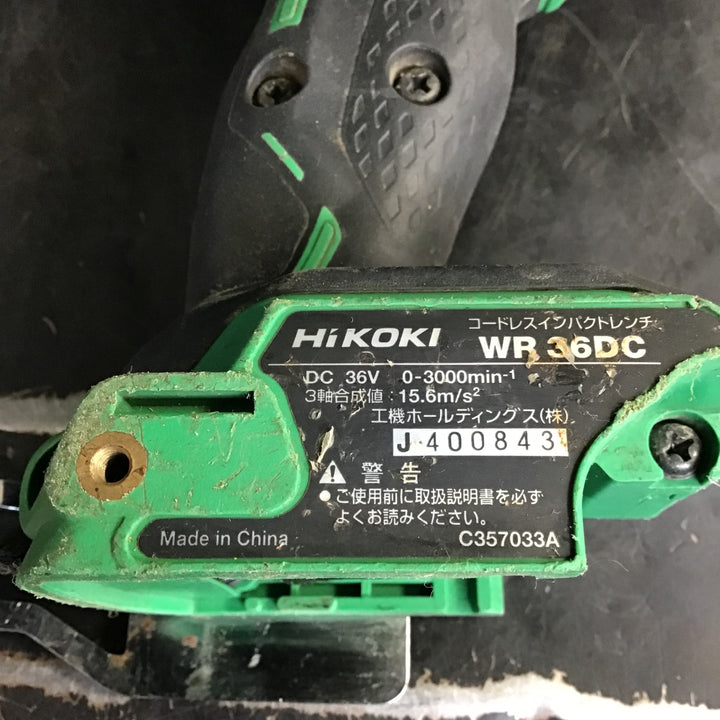 HiKOKI
コードレスインパクトレンチ
WR 36DC
DC 36V 0-3000min⁻¹
3軸合成値：15.6m/s²
工機ホールディングス(株)
J 400843
警告
●ご使用前に取扱説明書を必ず
よくお読みください。
Made in China
C357033A